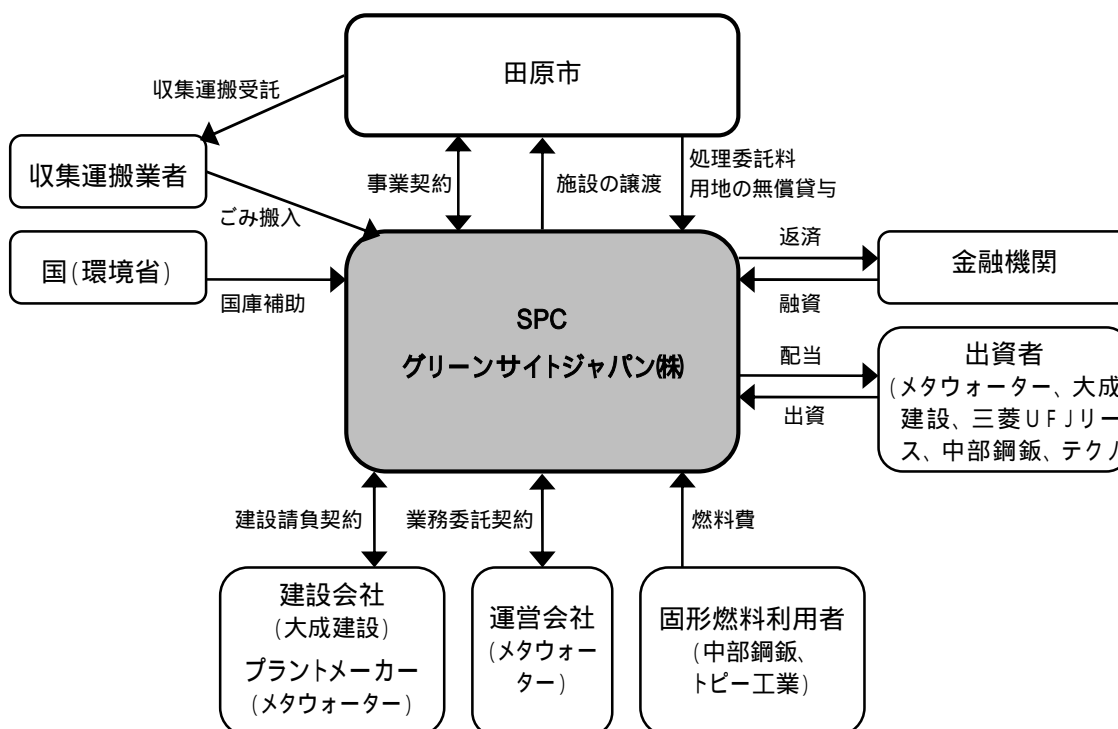 田原市
収集運搬受託
収集運搬業者
事業契約
施設の譲渡
処理委託料
用地の無償貸与
ごみ搬入
国(環境省)
国庫補助
返済
金融機関
融資
SPC
グリーンサイトジャパン㈱
配当
出資
出資者
(メタウォーター、大成
建設、三菱UFJリー
ス、中部鋼鈑、テクノ
建設請負契約
業務委託契約
燃料費
建設会社
(大成建設)
プラントメーカー
(メタウォーター)
運営会社
(メタウォー
ター)
固形燃料利用者
(中部鋼鈑、
トピー工業)